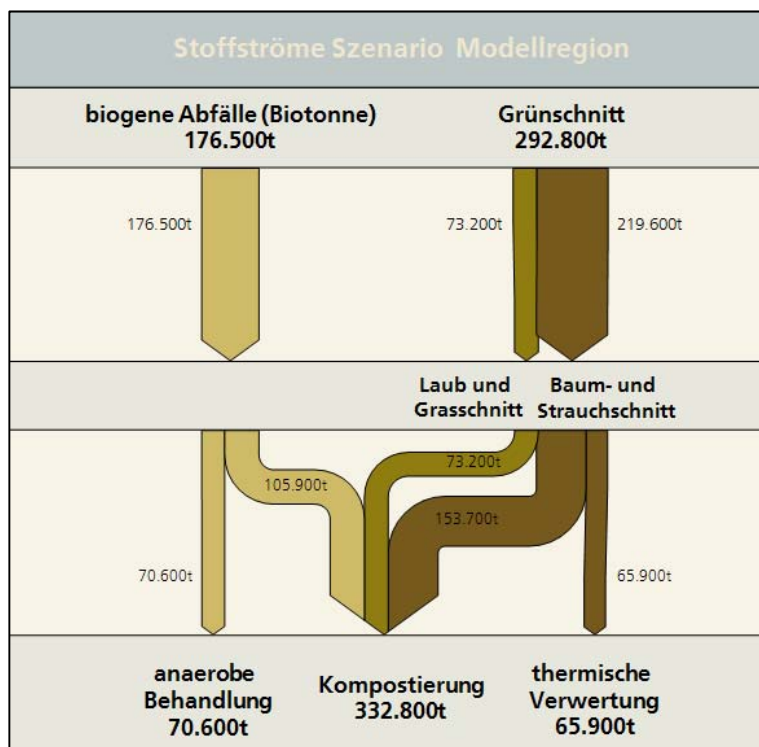 Stoffströme Szenario Modellregion
biogene Abfälle (Biotonne)
176.500t
Grünschnitt
292.800t
176.500t
73.200t
219.600t
Laub und
Grasschnitt
Baum- und
Strauchschnitt
105.900t
73.200t
153.700t
70.600t
65.900t
anaerobe
Behandlung
70.600t
Kompostierung
332.800t
thermische
Verwertung
65.900t